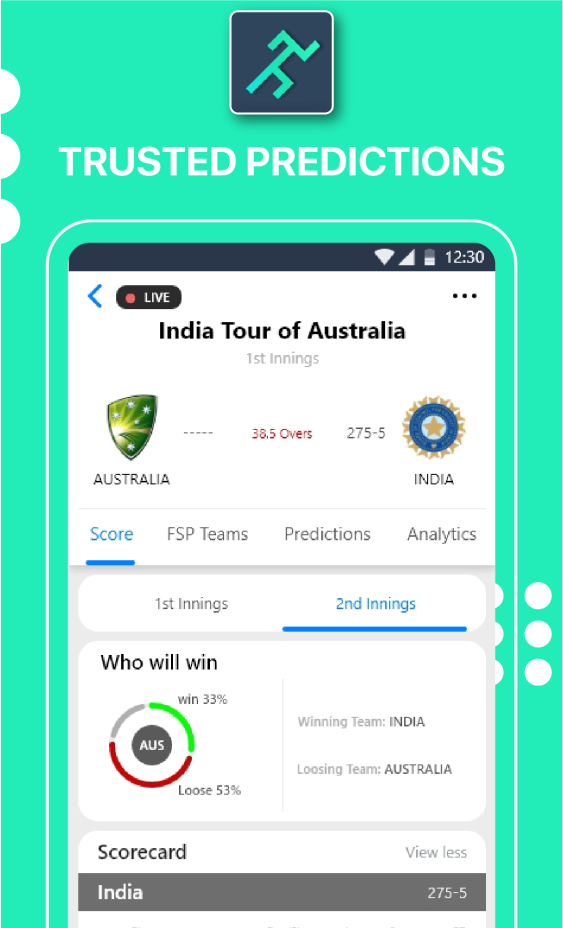 TRUSTED PREDICTIONS
12:30
LIVE
India Tour of Australia
1st Innings
----- 38.5 Overs 275-5
AUSTRALIA INDIA
Score FSP Teams Predictions Analytics
1st Innings 2nd Innings
Who will win
win 33%
AUS
Loose 53%
Winning Team: INDIA
Loosing Team: AUSTRALIA
Scorecard View less
India 275-5